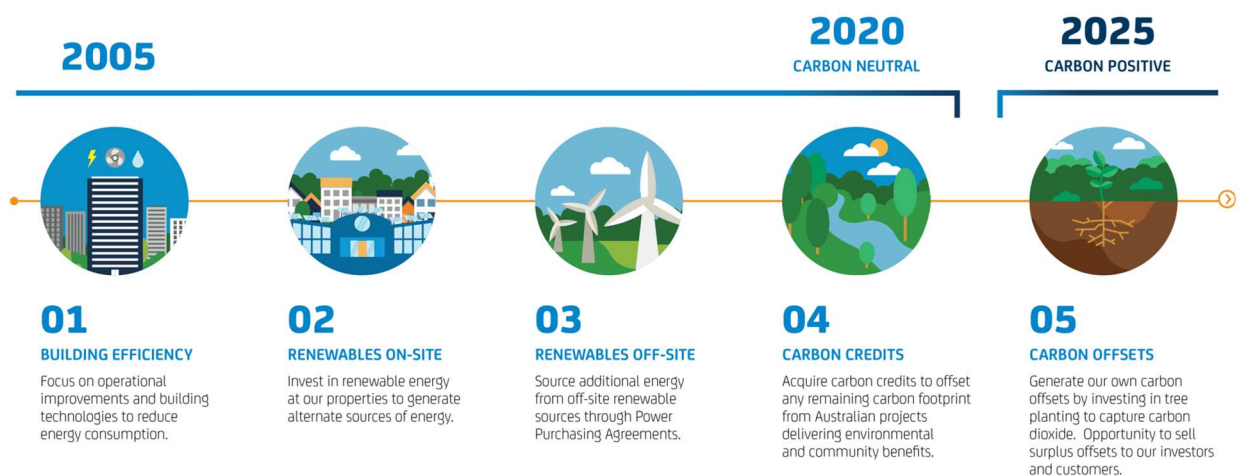 2005
2020
CARBON NEUTRAL
2025
CARBON POSITIVE
01
BUILDING EFFICIENCY
Focus on operational
improvements and building
technologies to reduce
energy consumption.
02
RENEWABLES ON-SITE
Invest in renewable energy
at our properties to generate
alternate sources of energy.
03
RENEWABLES OFF-SITE
Source additional energy
from off-site renewable
sources through Power
Purchasing Agreements.
04
CARBON CREDITS
Acquire carbon credits to offset
any remaining carbon footprint
from Australian projects
delivering environmental
and community benefits.
05
CARBON OFFSETS
Generate our own carbon
offsets by investing in tree
planting to capture carbon
dioxide.  Opportunity to sell
surplus offsets to our investors
and customers.